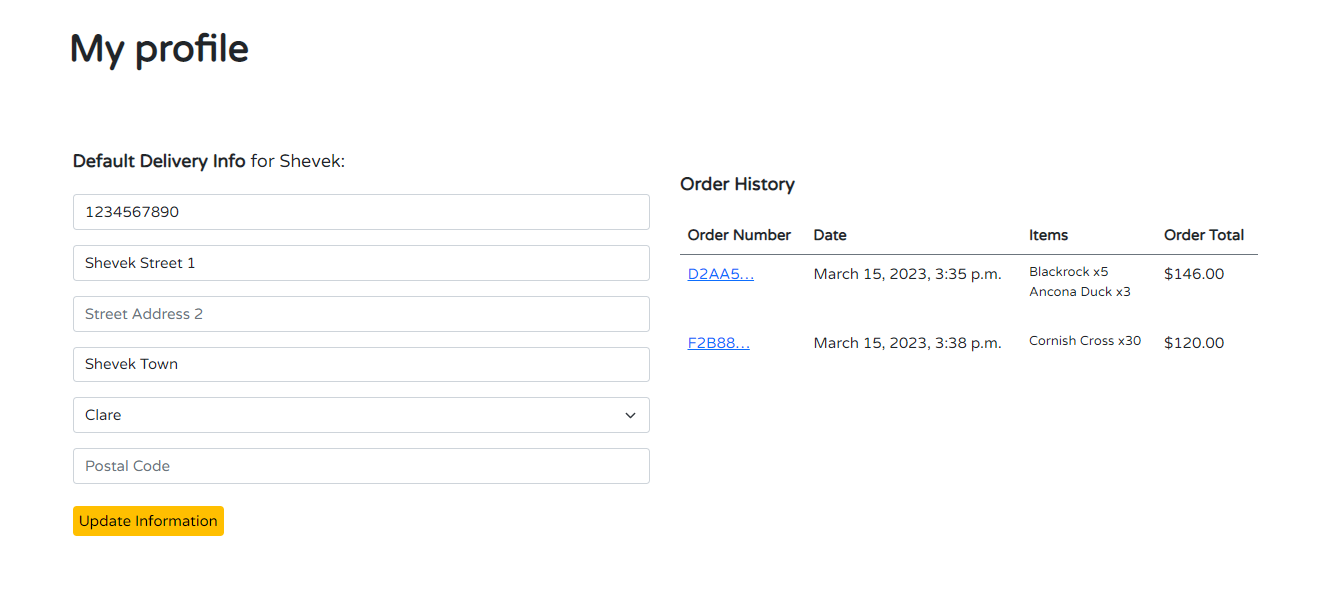 My profile
Default Delivery Info for Shevek:
1234567890
Shevek Street 1
Street Address 2
Shevek Town
Clare
Postal Code
Update Information
Order History
Order Number Date Items Order Total
D2AA5... March 15, 2023, 3:35 p.m. Blackrock x5 $146.00
Ancona Duck x3
F2B88... March 15, 2023, 3:38 p.m. Cornish Cross x30 $120.00